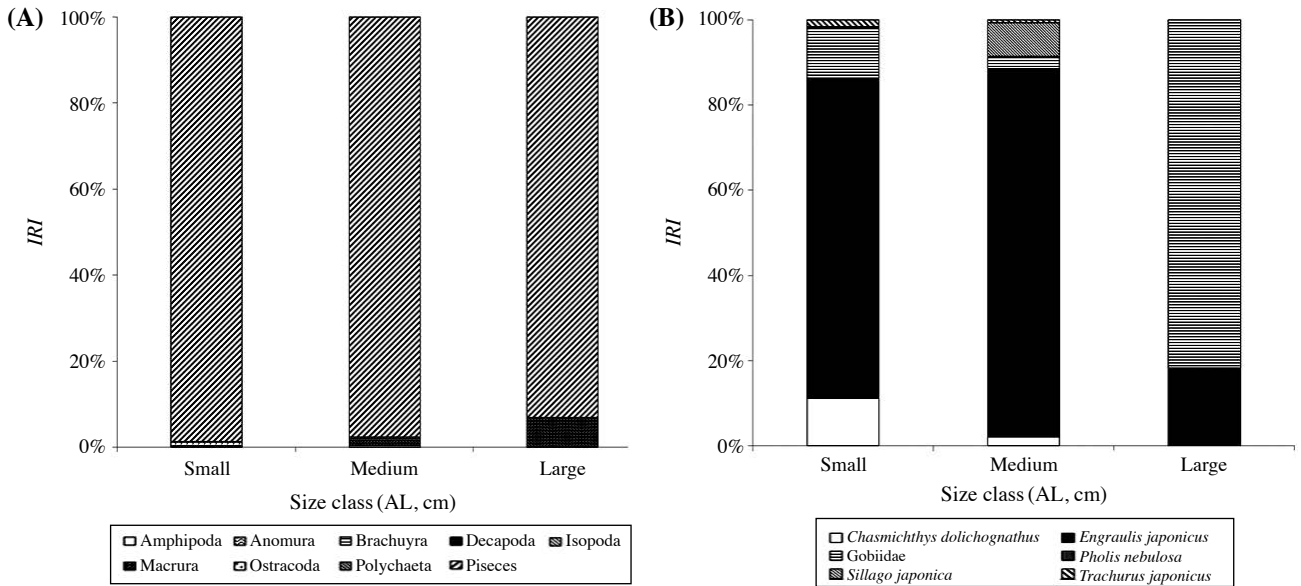 (A)
100%
80%
60%
40%
20%
0%
IRI
Small Medium Large
Size class (AL, cm)
Amphipoda Anomura Brachuyra Decapoda Isopoda
Macrura Ostracoda Polychaeta Piseces
(B)
100%
80%
60%
40%
20%
0%
IRI
Small Medium Large
Size class (AL, cm)
Chasmichthys dolichognathus Engraulis japonicus
Gobiidae Pholis nebulosa
Sillago japonica Trachurus japonicus